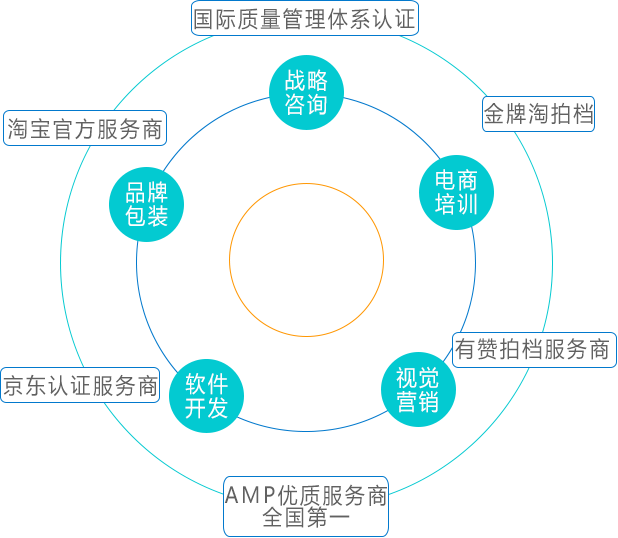 国际质量管理体系认证
战略
咨询
金牌淘拍档
淘宝官方服务商
电商
培训
品牌
包装
有赞拍档服务商
视觉
营销
京东认证服务商
软件
开发
AMP优质服务商
全国第一